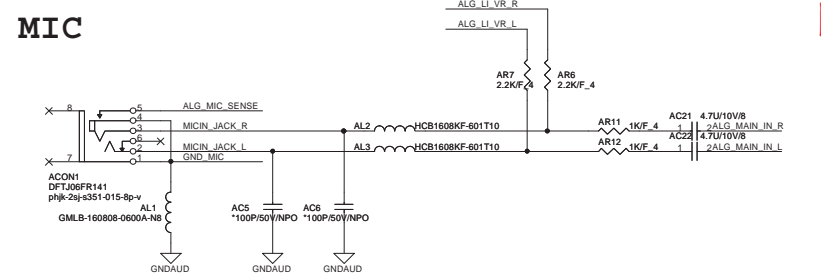 ALG_LI_VR_R
MIC
ALG_LI_VR_L
AR7
2.2K/F_4
AR6
2.2K/F_4
8
5
ALG_MIC_SENSE
4
3
MICIN_JACK_R
AL2
HCB1608KF-601T10
AR11
1K/F_4
AC21
4.7U/10V/8
1
2
ALG_MAIN_IN_R
6
2
MICIN_JACK_L
AL3
HCB1608KF-601T10
AR12
1K/F_4
AC22
4.7U/10V/8
1
2
ALG_MAIN_IN_L
7
1
GND_MIC
ACON1
DFTJ06FR141
phjk-2sj-s351-015-8p-v
AL1
GMLB-160808-0600A-N8
AC5
*100P/50V/NPO
AC6
*100P/50V/NPO
GNDAUD
GNDAUD
GNDAUD